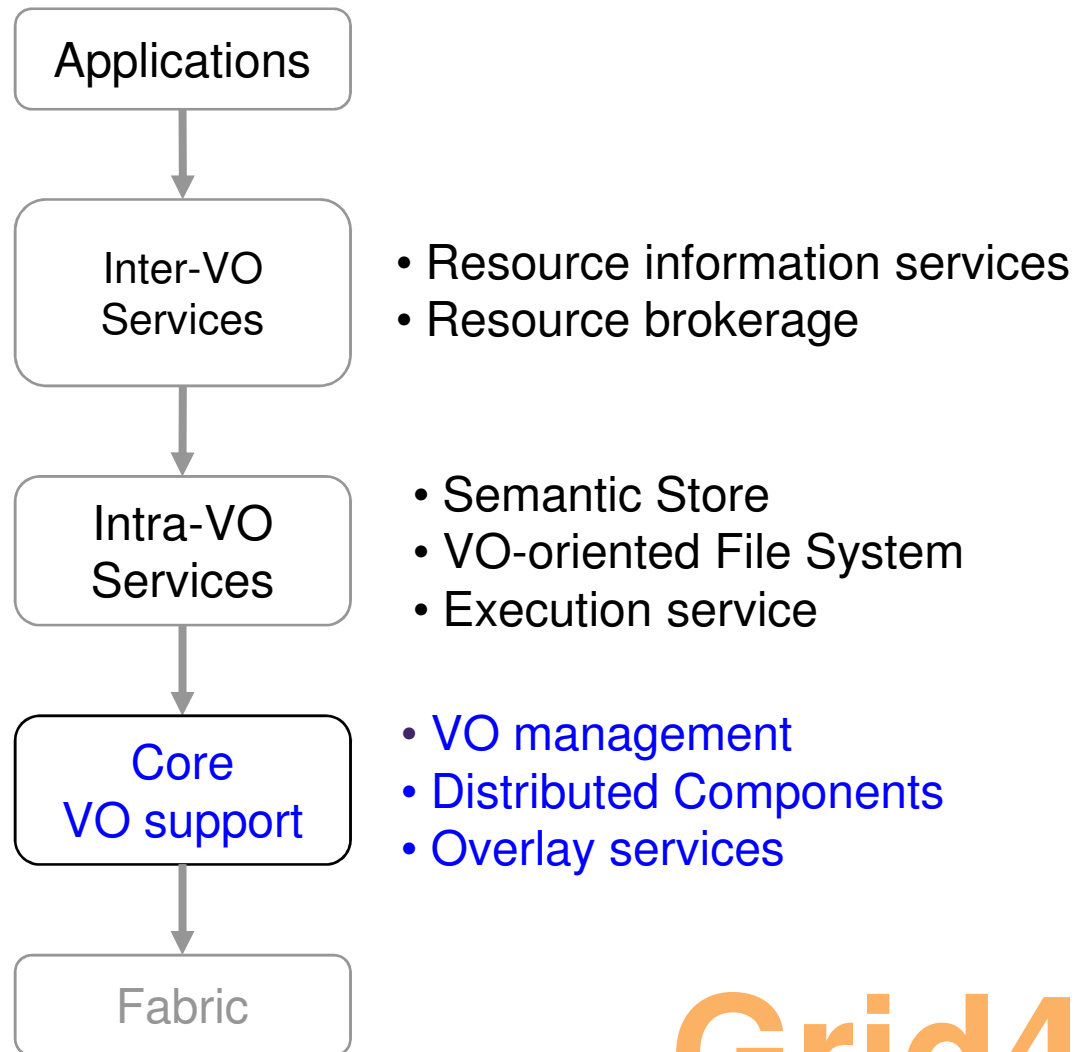 Applications
Inter-VO
Services
• Resource information services
• Resource brokerage
Intra-VO
Services
• Semantic Store
• VO-oriented File System
• Execution service
Core
VO support
• VO management
• Distributed Components
• Overlay services
Fabric
Grid4